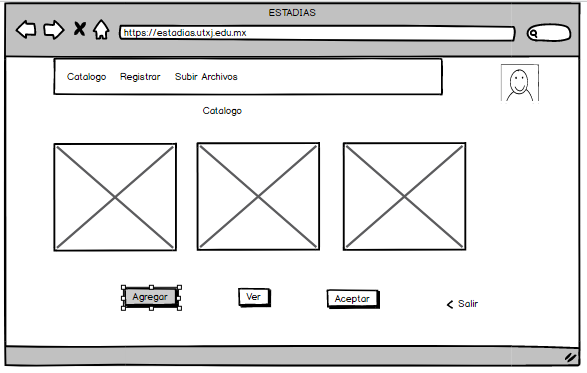 ESTADIAS
https://estadias.utxj.edu.mx
Catalogo Registrar Subir Archivos
Catalogo
Agregar Ver Aceptar
Salir